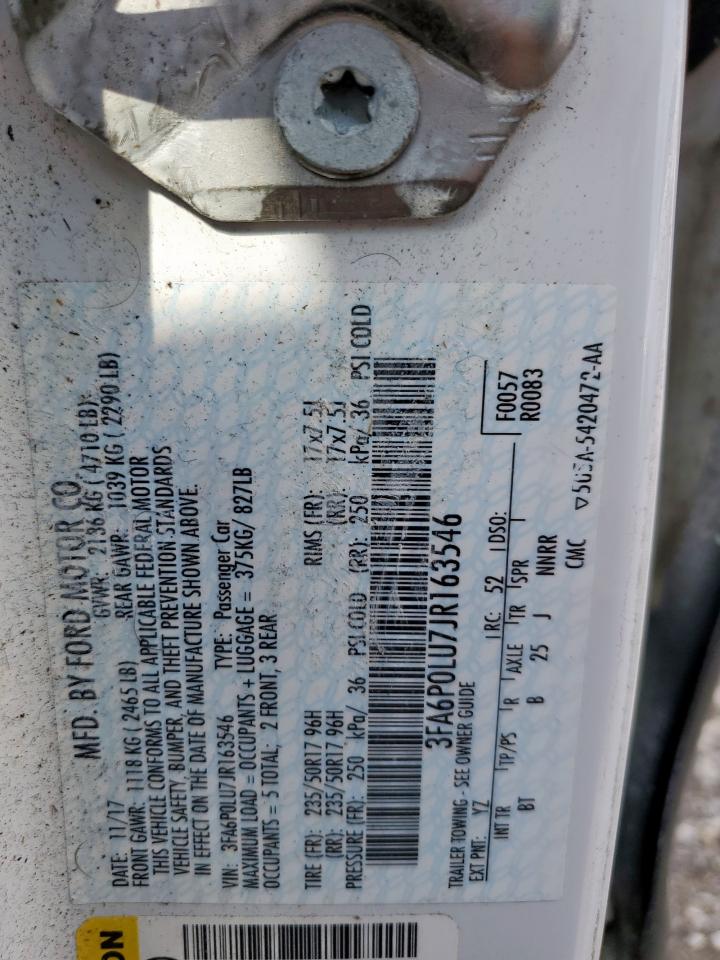 MFD. BY FORD MOTOR CO
DATE: 11/17 GVWR: 2136 KG ( 4710 LB)
FRONT GAWR: 1118 KG ( 2465 LB) REAR GAWR: 1039 KG ( 2290 LB)
THIS VEHICLE CONFORMS TO ALL APPLICABLE FEDERAL MOTOR
VEHICLE SAFETY, BUMPER, AND THEFT PREVENTION STANDARDS
IN EFFECT ON THE DATE OF MANUFACTURE SHOWN ABOVE.
VIN: 3FA6P0LU7JR163546 TYPE: Passenger Car
MAXIMUM LOAD = OCCUPANTS + LUGGAGE = 375KG/ 827LB
OCCUPANTS = 5 TOTAL; 2 FRONT, 3 REAR
TIRE (FR): 235/50R17 96H RIMS (FR): 17x7.5J
(RR): 235/50R17 96H (RR): 17x7.5J
PRESSURE (FR): 250 kPa/ 36 PSI COLD (RR): 250 kPa/ 36 PSI COLD
3FA6P0LU7JR163546
TRAILER TOWING - SEE OWNER GUIDE
F0057
EXT PNT: YZ RC: 52 DSO: R0083
INT TR TP/PS R AXLE TR SPR
BT B 25 J NNRR
CMC
ON